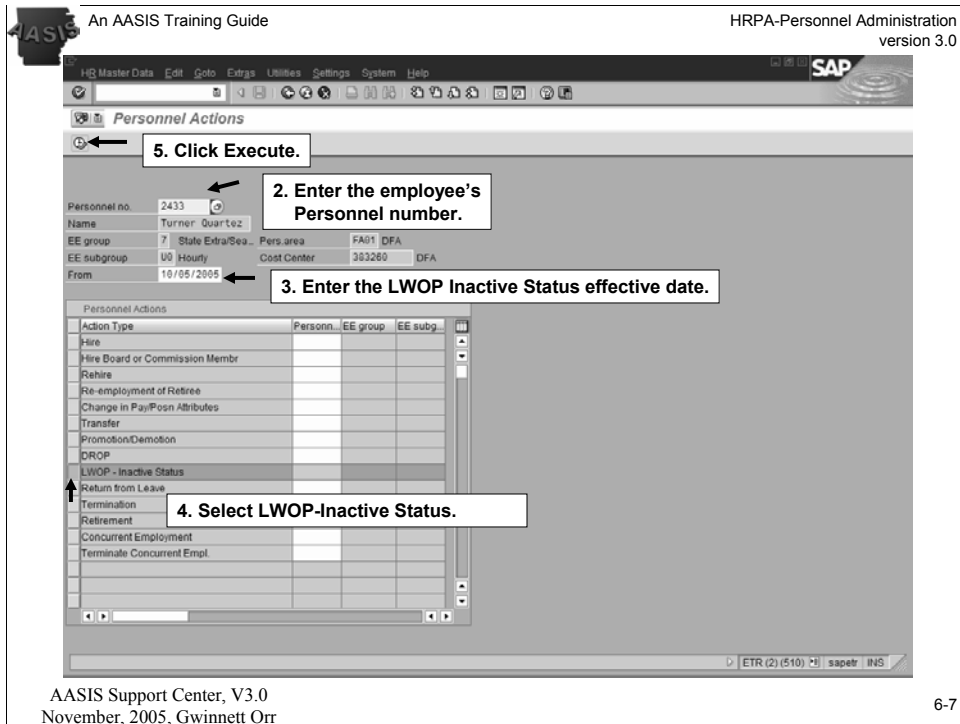 AASIS
An AASIS Training Guide
HRPA-Personnel Administration
version 3.0
HR Master Data Edit Goto Extras Utilities Settings System Help
SAP
Personnel Actions
5. Click Execute.
2. Enter the employee's
Personnel number.
Personnel no. 2433
Name Turner Quartez
EE group 7 State Extra/Sea... Pers.area FA01 DFA
EE subgroup U0 Hourly Cost Center 383260 DFA
From 10/05/2005
3. Enter the LWOP Inactive Status effective date.
Personnel Actions
Action Type Personn... EE group EE subg...
Hire
Hire Board or Commission Membr
Rehire
Re-employment of Retiree
Change in Pay/Posn Attributes
Transfer
Promotion/Demotion
DROP
LWOP - Inactive Status
Return from Leave
Termination
4. Select LWOP-Inactive Status.
Retirement
Concurrent Employment
Terminate Concurrent Empl.
ETR (2) (510) sapetr INS
AASIS Support Center, V3.0
November, 2005, Gwinnett Orr
6-7